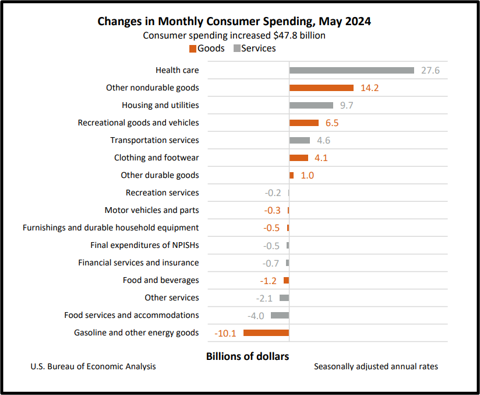 Changes in Monthly Consumer Spending, May 2024
Consumer spending increased $47.8 billion
Goods Services
Health care 27.6
Other nondurable goods 14.2
Housing and utilities 9.7
Recreational goods and vehicles 6.5
Transportation services 4.6
Clothing and footwear 4.1
Other durable goods 1.0
Recreation services -0.2
Motor vehicles and parts -0.3
Furnishings and durable household equipment -0.5
Final expenditures of NPISHs -0.5
Financial services and insurance -0.7
Food and beverages -1.2
Other services -2.1
Food services and accommodations -4.0
Gasoline and other energy goods -10.1
Billions of dollars
U.S. Bureau of Economic Analysis Seasonally adjusted annual rates